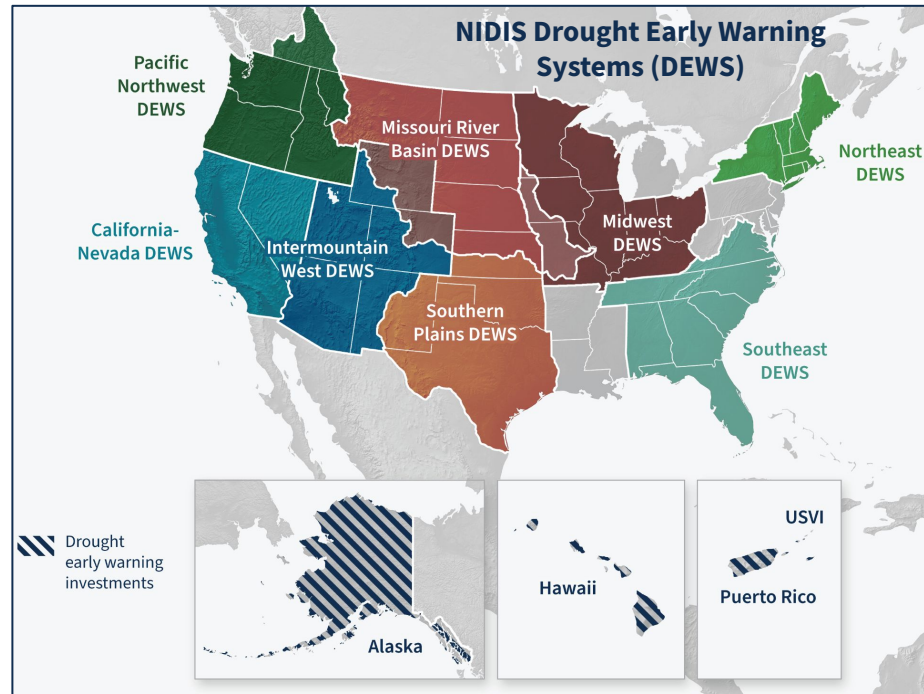 NIDIS Drought Early Warning
Systems (DEWS)
Pacific
Northwest
DEWS
Missouri River
Basin DEWS
Northeast
DEWS
California-
Nevada DEWS
Intermountain
West DEWS
Midwest
DEWS
Southern
Plains DEWS
Southeast
DEWS
Drought
early warning
investments
Alaska
Hawaii
USVI
Puerto Rico